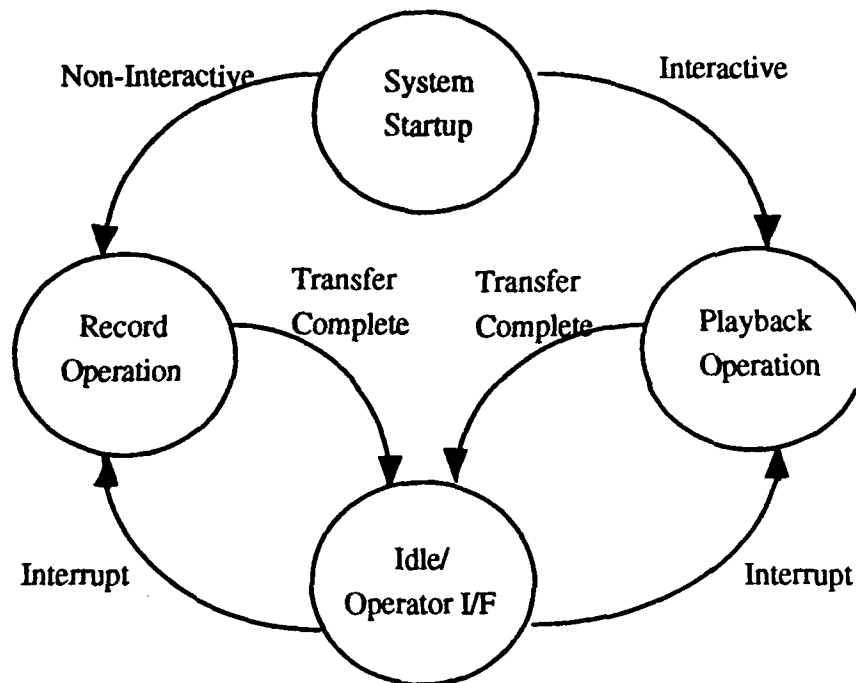 Non-Interactive
System
Startup
Interactive
Record
Operation
Transfer
Complete
Transfer
Complete
Playback
Operation
Interrupt
Idle/
Operator I/F
Interrupt